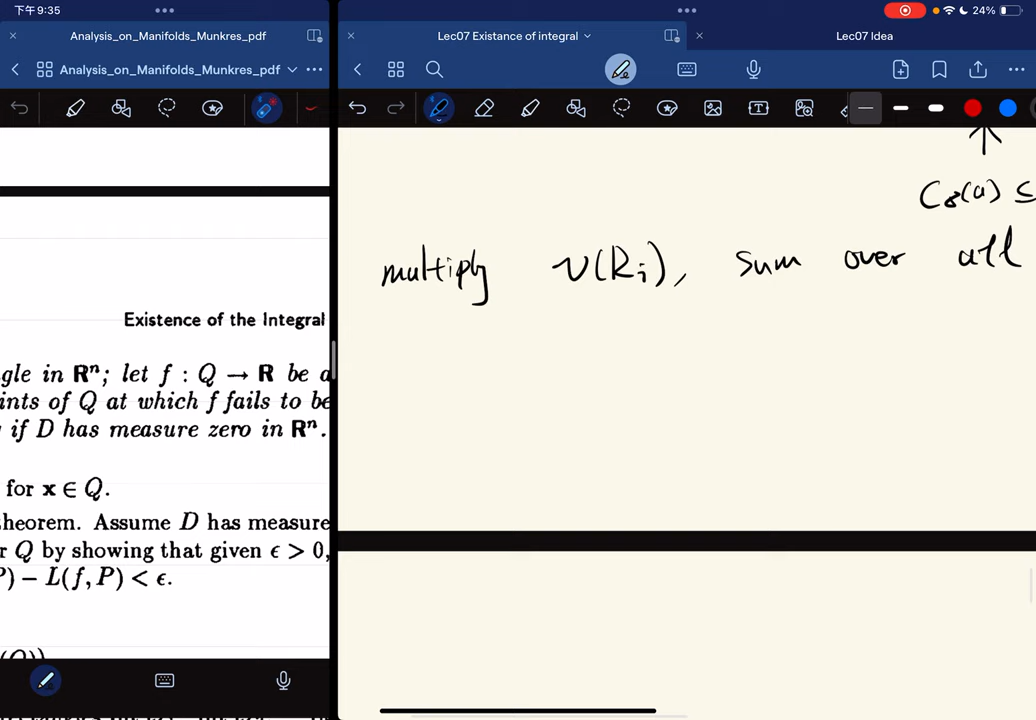 下午9:35
24%
Analysis_on_Manifolds_Munkres_pdf
Analysis_on_Manifolds_Munkres_pdf
Existence of the Integral
gle in Rⁿ; let f : Q → R be a
ints of Q at which f fails to be
if D has measure zero in Rⁿ.
for x ∈ Q.
theorem. Assume D has measure
r Q by showing that given ϵ > 0,
P) − L(f, P) < ϵ.
(Q))
Lec07 Existance of integral
Lec07 Idea
C₈(a) ≤
multiply v(Rᵢ), sum over all